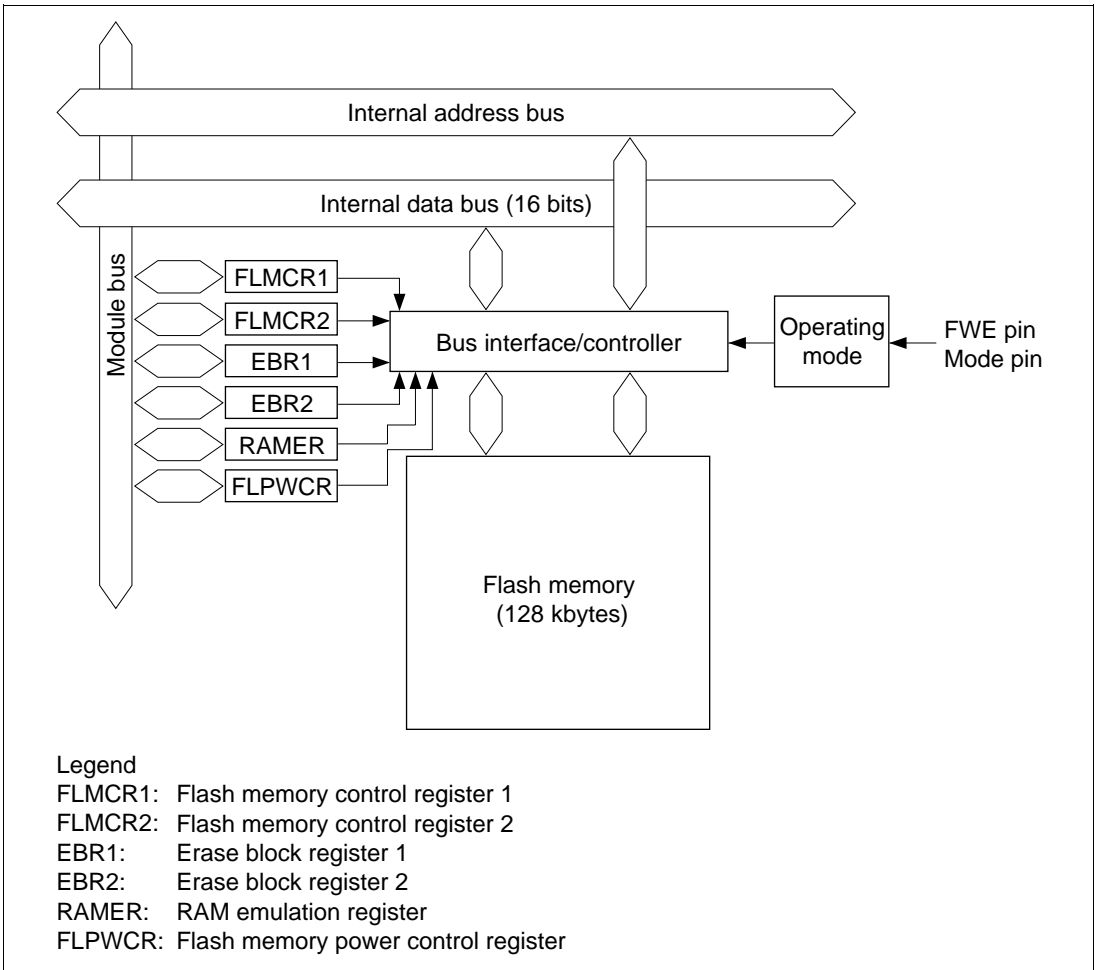 Internal address bus
Internal data bus (16 bits)
Module bus
FLMCR1
FLMCR2
EBR1
EBR2
RAMER
FLPWCR
Bus interface/controller
Operating
mode
FWE pin
Mode pin
Flash memory
(128 kbytes)
Legend
FLMCR1: Flash memory control register 1
FLMCR2: Flash memory control register 2
EBR1: Erase block register 1
EBR2: Erase block register 2
RAMER: RAM emulation register
FLPWCR: Flash memory power control register